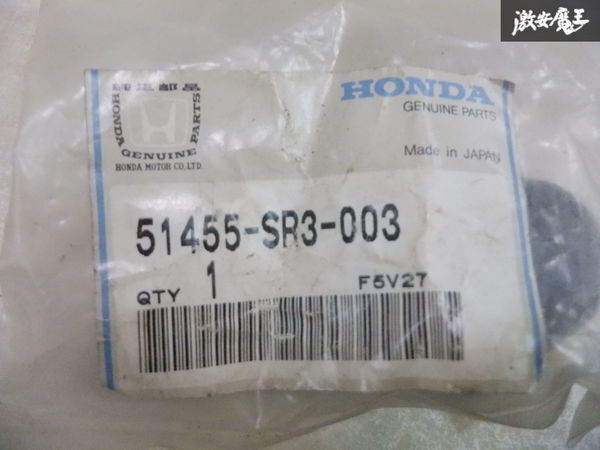 激安魔王
純正部品
HONDA
GENUINE
PARTS
HONDA MOTOR CO., LTD.
HONDA
GENUINE PARTS
Made in JAPAN
51455-SR3-003
QTY 1 F5V27